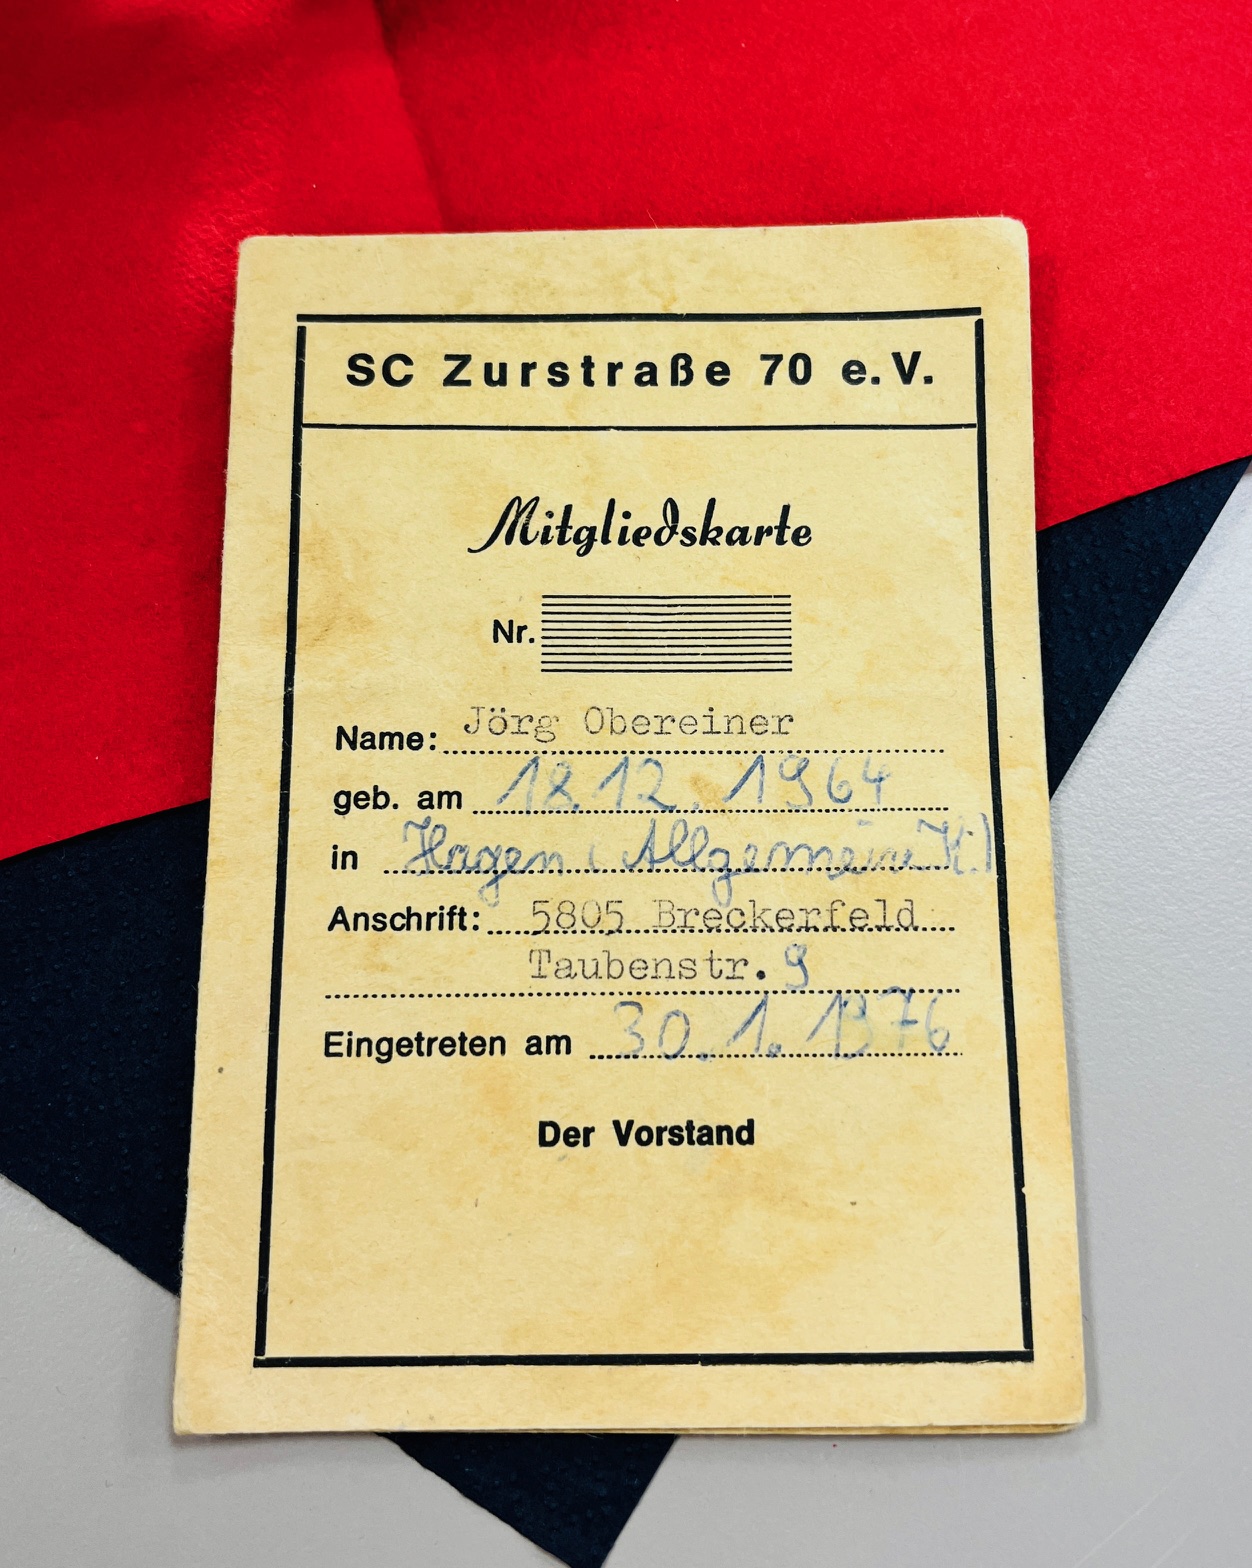 SC Zurstraße 70 e.V.
Mitgliedskarte
Nr.
Name: Jörg Obereiner
geb. am 18.12.1964
in Hagen (Allgemeine K.)
Anschrift: 5805 Breckerfeld
Taubenstr. 9
Eingetreten am 30.1.1976
Der Vorstand